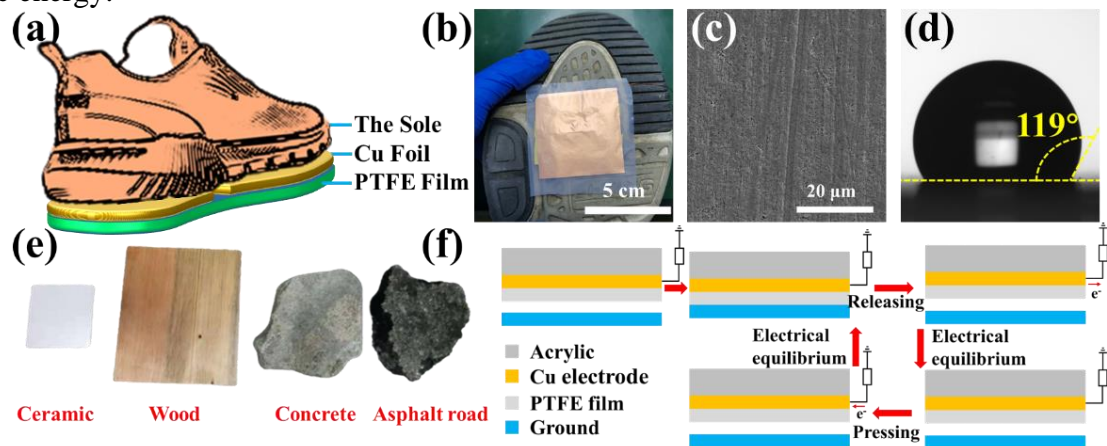 e energy.
(a)
The Sole
Cu Foil
PTFE Film
(b)
5 cm
(c)
20 μm
(d)
119°
(e)
Ceramic
Wood
Concrete
Asphalt road
(f)
Releasing
e-
Electrical
equilibrium
Electrical
equilibrium
Acrylic
Cu electrode
PTFE film
Ground
e-
Pressing